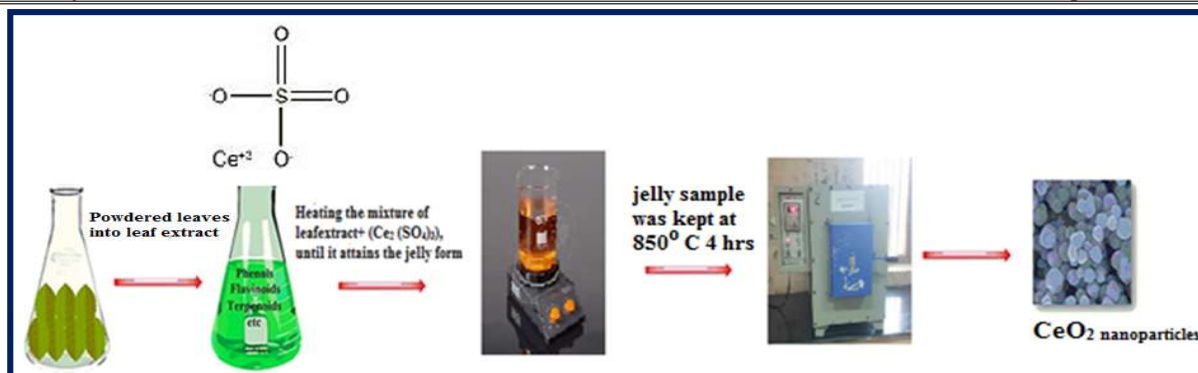 O
·O S O
Ce⁺³ O⁻
Powdered leaves
into leaf extract
Phenols
Flavinoids
Terpenoids
etc
Heating the mixture of
leafextract+ (Ce₂ (SO₄)₃),
until it attains the jelly form
jelly sample
was kept at
850⁰ C 4 hrs
CeO₂ nanoparticles